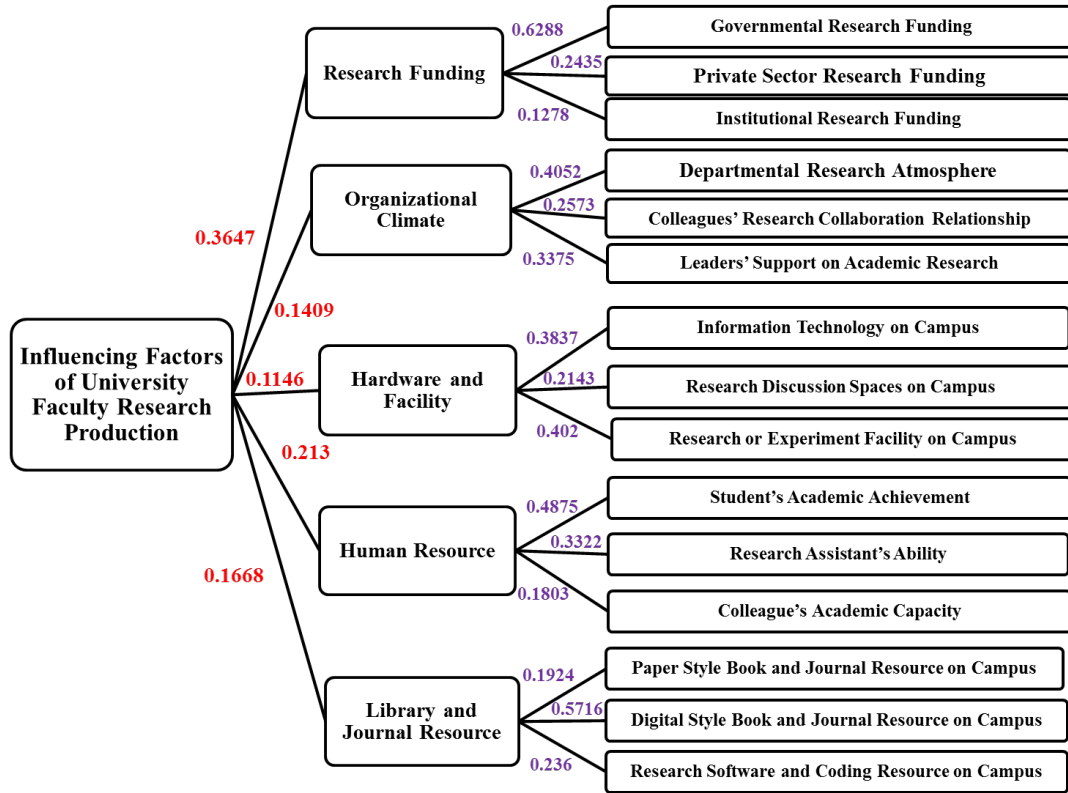 Influencing Factors
of University
Faculty Research
Production
0.3647
0.1409
0.1146
0.213
0.1668
Research Funding
0.6288
0.2435
0.1278
Governmental Research Funding
Private Sector Research Funding
Institutional Research Funding
Organizational
Climate
0.4052
0.2573
0.3375
Departmental Research Atmosphere
Colleagues’ Research Collaboration Relationship
Leaders’ Support on Academic Research
Hardware and
Facility
0.3837
0.2143
0.402
Information Technology on Campus
Research Discussion Spaces on Campus
Research or Experiment Facility on Campus
Human Resource
0.4875
0.3322
0.1803
Student’s Academic Achievement
Research Assistant’s Ability
Colleague’s Academic Capacity
Library and
Journal Resource
0.1924
0.5716
0.236
Paper Style Book and Journal Resource on Campus
Digital Style Book and Journal Resource on Campus
Research Software and Coding Resource on Campus